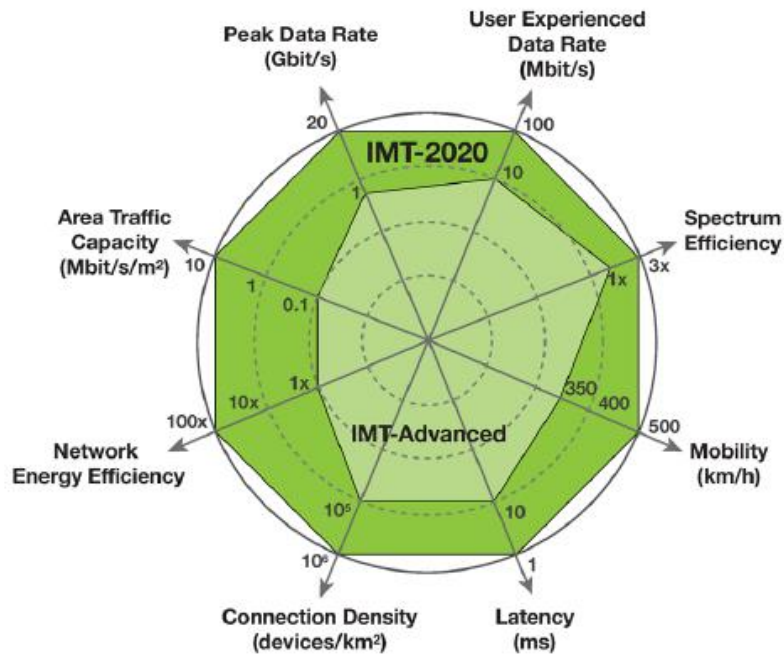 Peak Data Rate
(Gbit/s)
User Experienced
Data Rate
(Mbit/s)
20
100
IMT-2020
1
10
Area Traffic
Capacity
(Mbit/s/m²)
Spectrum
Efficiency
10
1
0.1
1x
3x
1x
10x
100x
350
400
500
IMT-Advanced
Network
Energy Efficiency
Mobility
(km/h)
10⁵
10
10⁶
1
Connection Density
(devices/km²)
Latency
(ms)